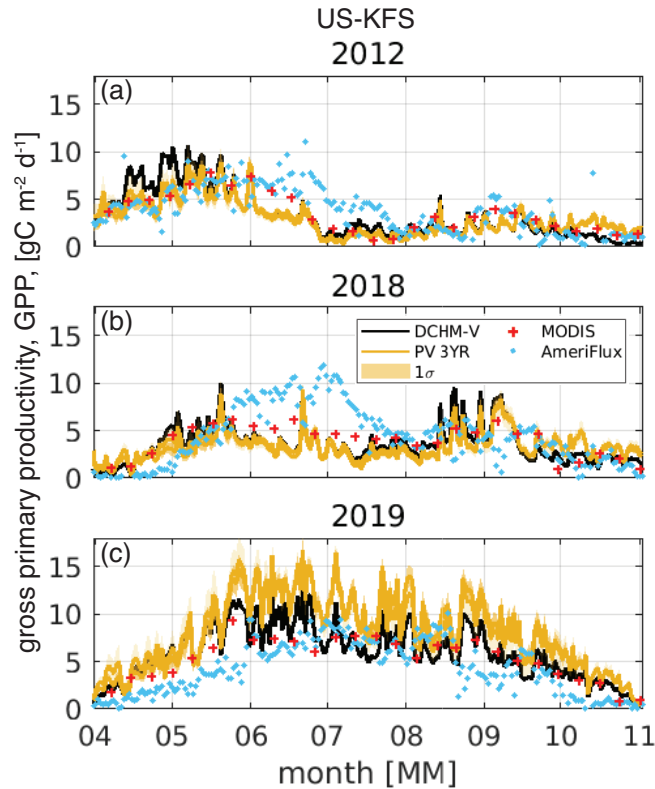 US-KFS
2012
(a)
15
10
5
0
2018
(b)
DCHM-V
PV 3YR
1σ
MODIS
AmeriFlux
15
10
5
0
2019
(c)
15
10
5
0
04 05 06 07 08 09 10 11
month [MM]
gross primary productivity, GPP, [gC m⁻² d⁻¹]